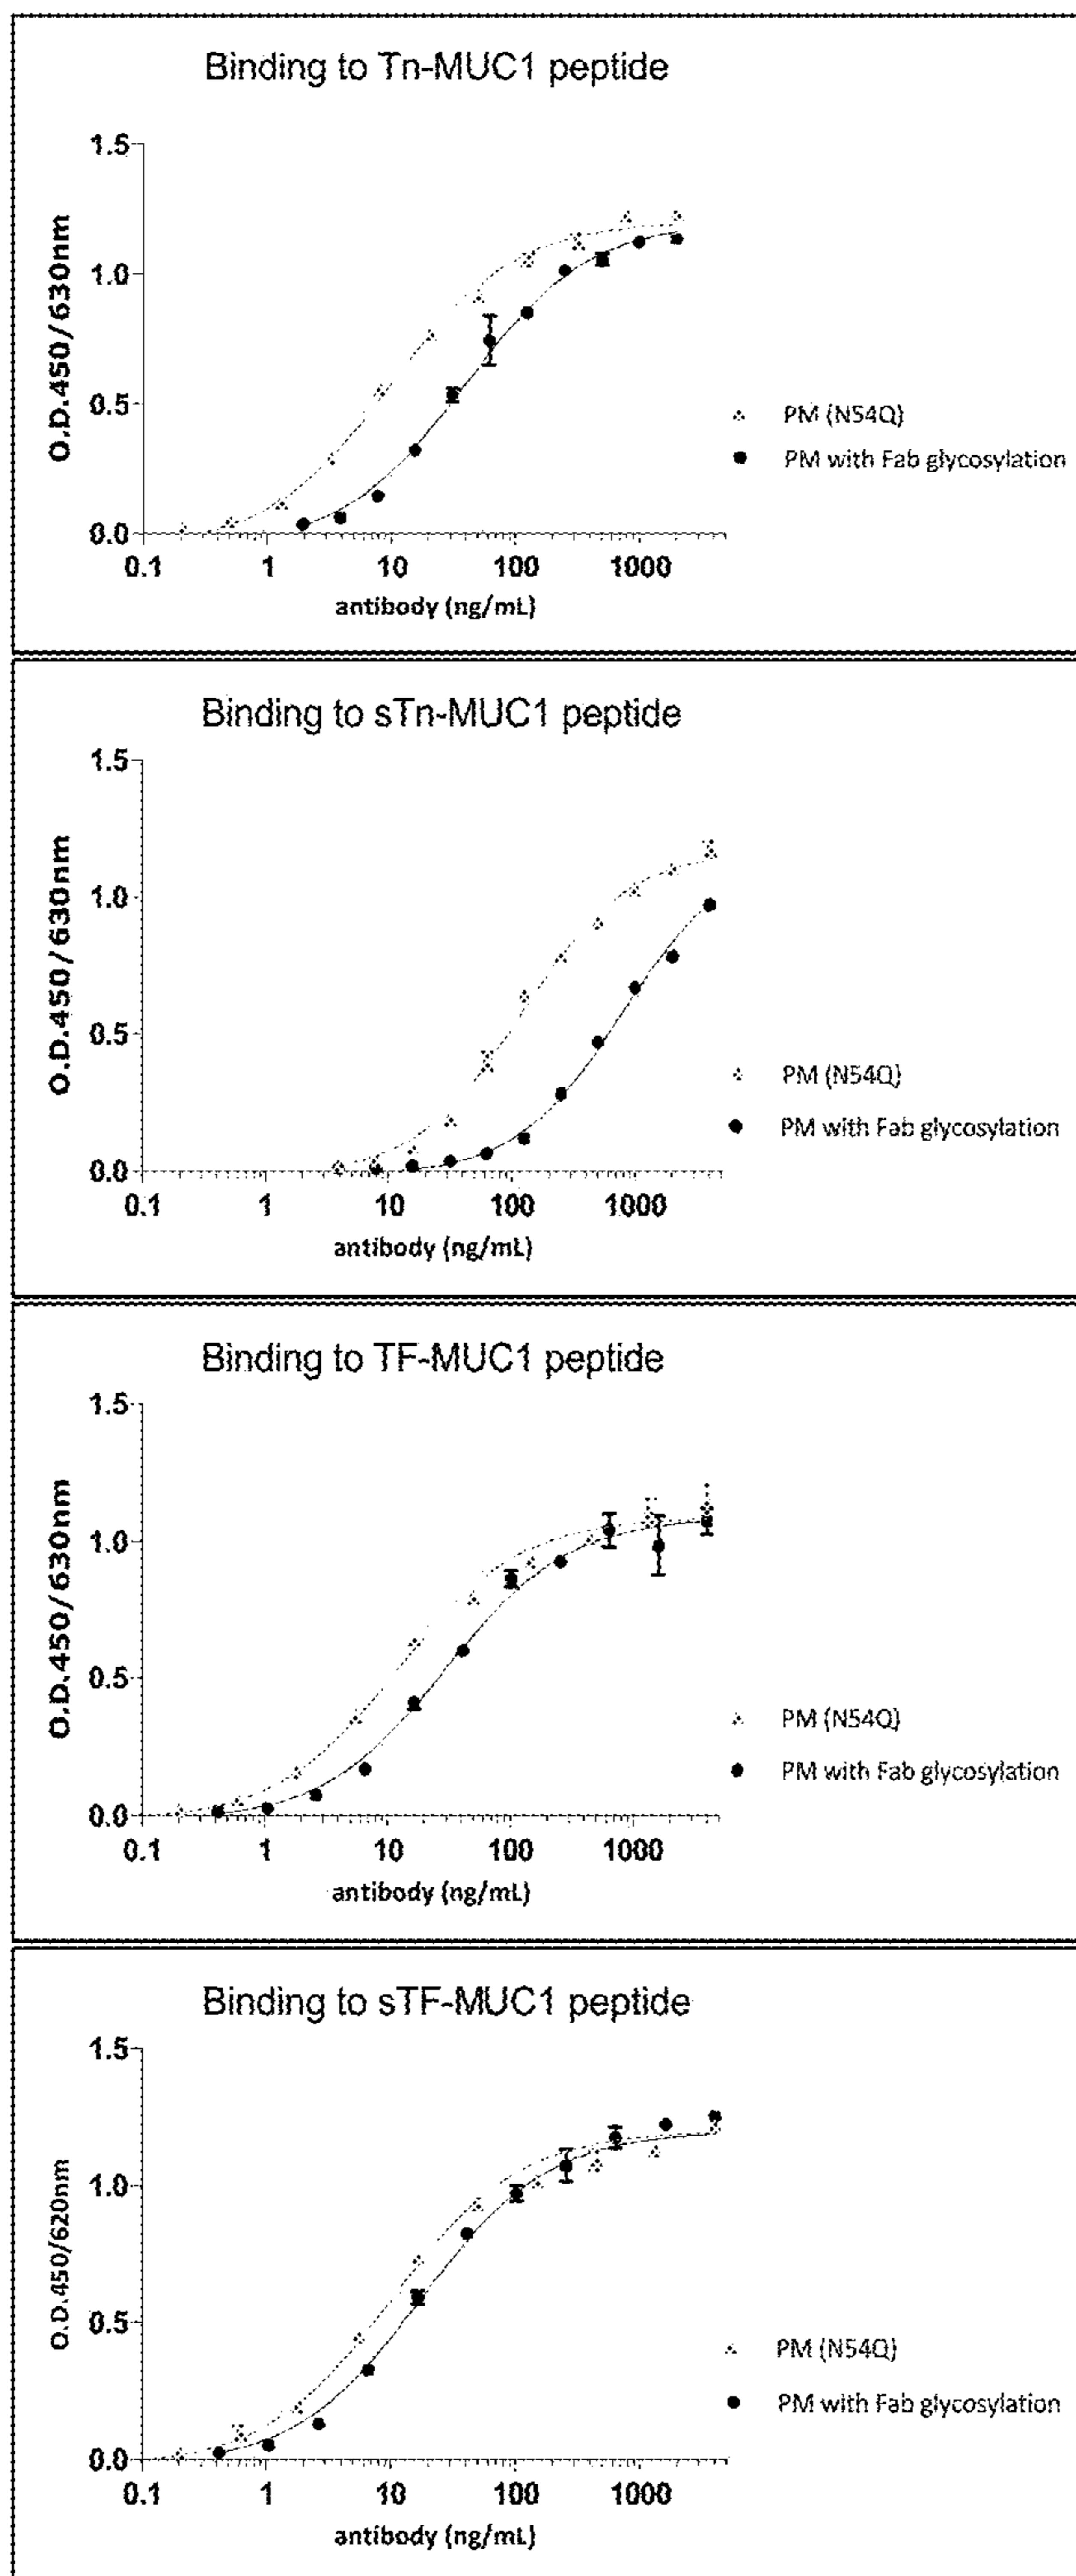 Binding to Tn-MUC1 peptide
1.5
1.0
0.5
0.0
O.D.450/630nm
0.1 1 10 100 1000
antibody (ng/mL)
PM (N54Q)
PM with Fab glycosylation
Binding to sTn-MUC1 peptide
1.5
1.0
0.5
0.0
O.D.450/630nm
0.1 1 10 100 1000
antibody (ng/mL)
PM (N54Q)
PM with Fab glycosylation
Binding to TF-MUC1 peptide
1.5
1.0
0.5
0.0
O.D.450/630nm
0.1 1 10 100 1000
antibody (ng/mL)
PM (N54Q)
PM with Fab glycosylation
Binding to sTF-MUC1 peptide
1.5
1.0
0.5
0.0
O.D.450/620nm
0.1 1 10 100 1000
antibody (ng/mL)
PM (N54Q)
PM with Fab glycosylation